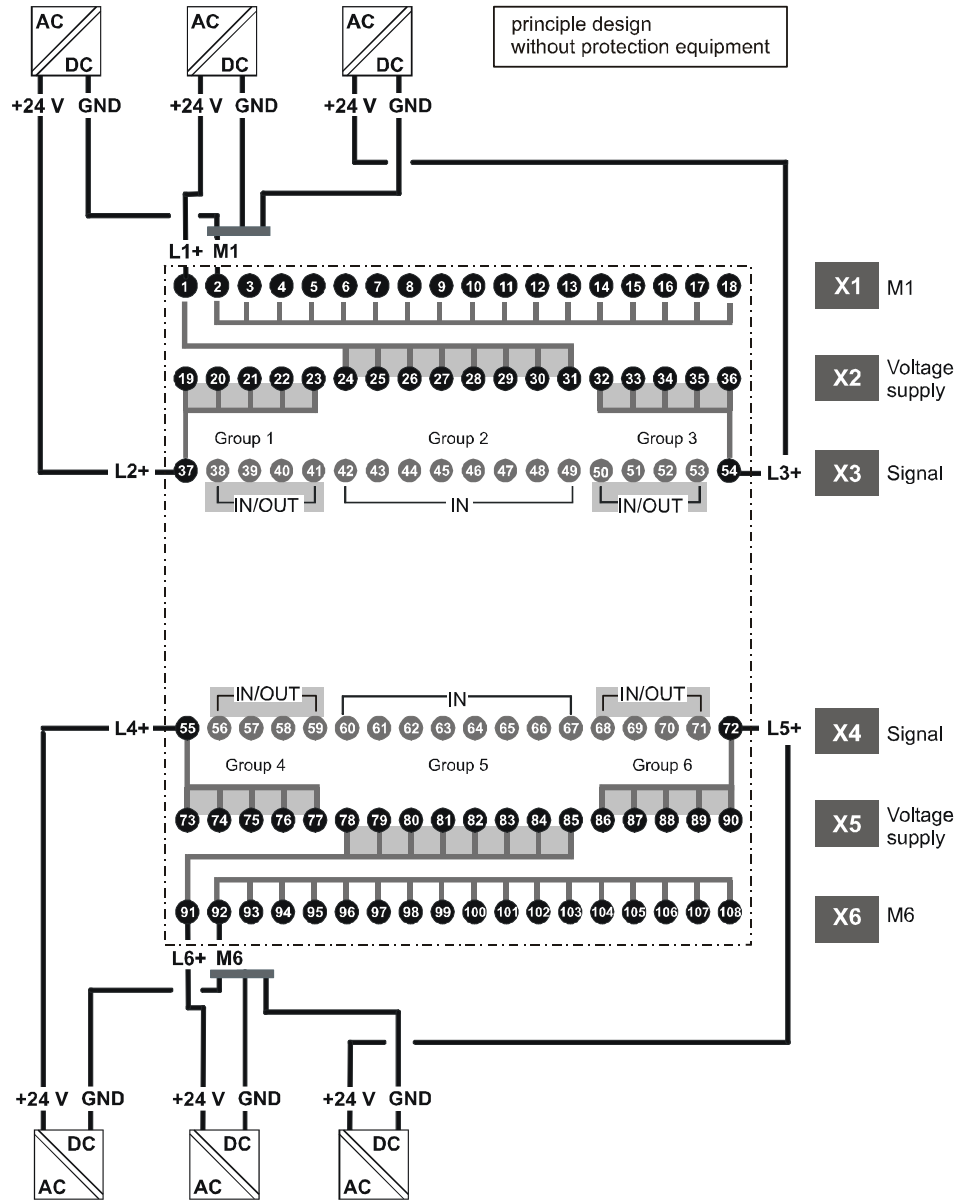 AC AC AC
DC DC DC
principle design
without protection equipment
+24 V GND +24 V GND +24 V GND
L1+ M1
1 2 3 4 5 6 7 8 9 10 11 12 13 14 15 16 17 18
X1 M1
19 20 21 22 23 24 25 26 27 28 29 30 31 32 33 34 35 36
X2 Voltage
supply
Group 1 Group 2 Group 3
L2+ 37 38 39 40 41 42 43 44 45 46 47 48 49 50 51 52 53 54 L3+
X3 Signal
IN/OUT IN IN/OUT
IN/OUT IN IN/OUT
L4+ 55 56 57 58 59 60 61 62 63 64 65 66 67 68 69 70 71 72 L5+
X4 Signal
Group 4 Group 5 Group 6
73 74 75 76 77 78 79 80 81 82 83 84 85 86 87 88 89 90
X5 Voltage
supply
91 92 93 94 95 96 97 98 99 100 101 102 103 104 105 106 107 108
X6 M6
L6+ M6
+24 V GND +24 V GND +24 V GND
DC DC DC
AC AC AC